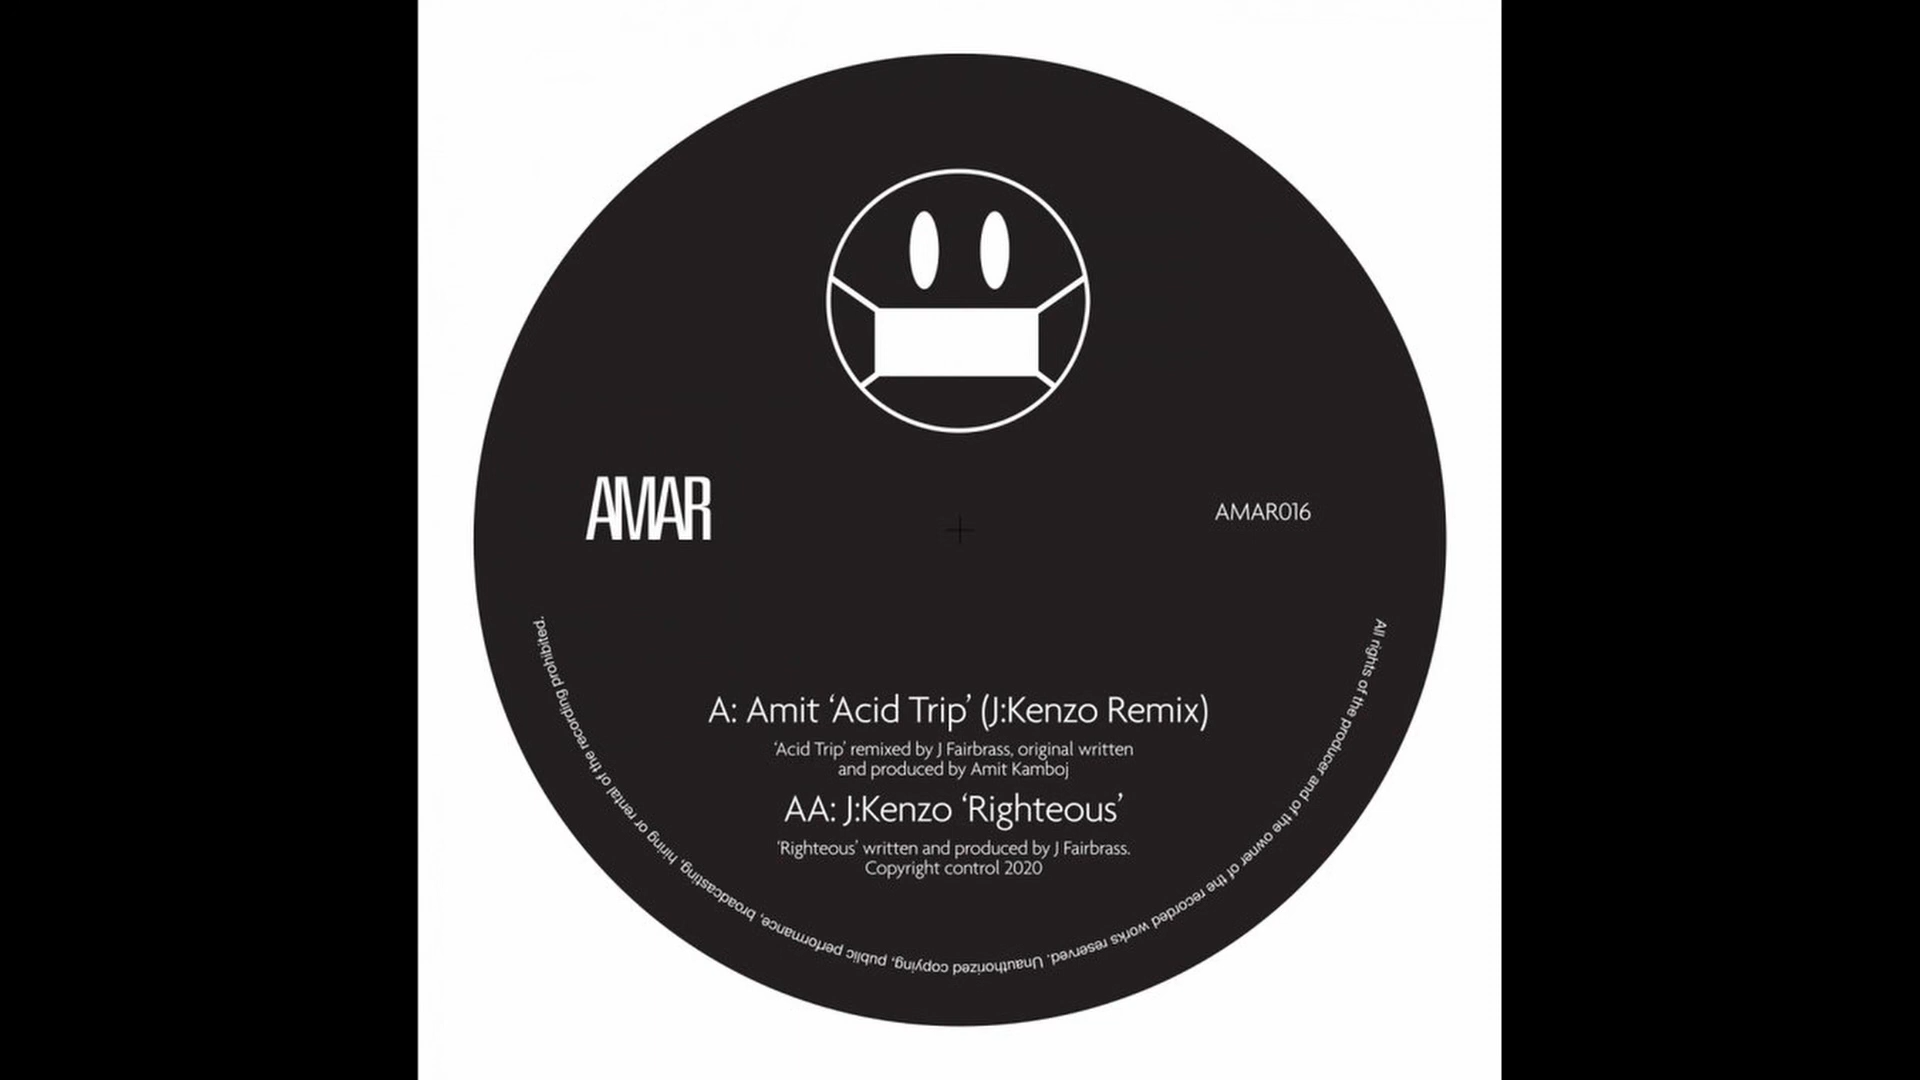 AMAR
AMAR016
A: Amit ‘Acid Trip’ (J:Kenzo Remix)
‘Acid Trip’ remixed by J Fairbrass, original written
and produced by Amit Kamboj
AA: J:Kenzo ‘Righteous’
‘Righteous’ written and produced by J Fairbrass.
Copyright control 2020
All rights of the producer and of the owner of the recorded works reserved. Unauthorized copying, public performance, broadcasting, hiring or rental of the recording prohibited.